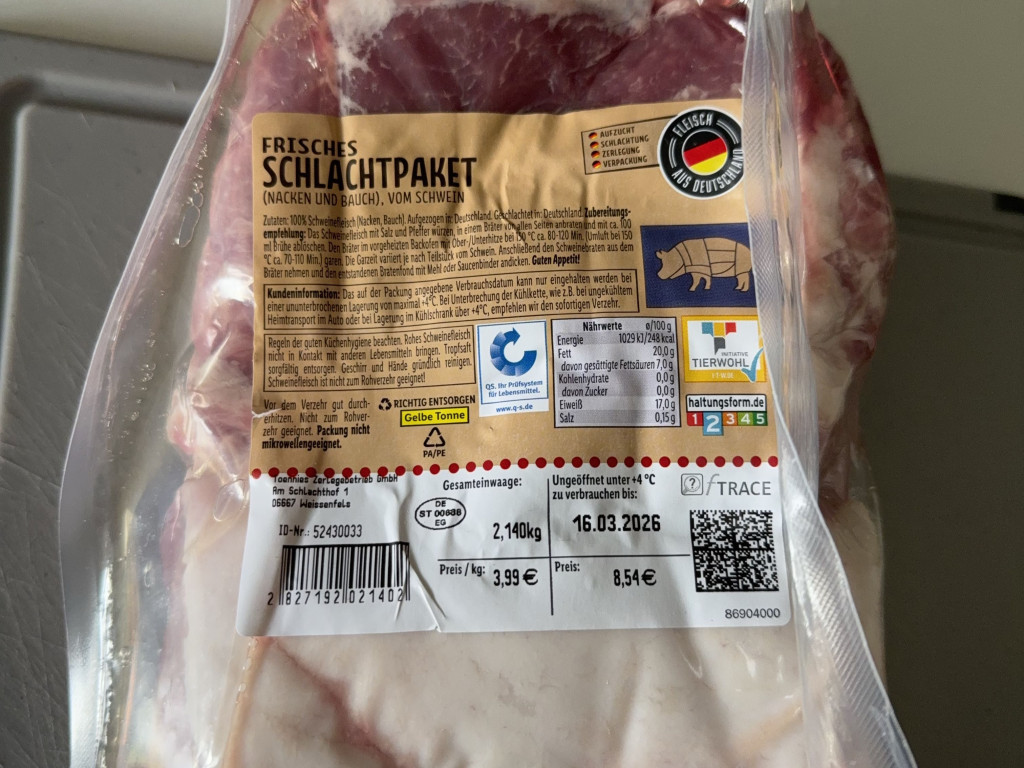 FRISCHES
SCHLACHTPAKET
(NACKEN UND BAUCH), VOM SCHWEIN
AUFZUCHT
SCHLACHTUNG
ZERLEGUNG
VERPACKUNG
FLEISCH
AUS DEUTSCHLAND
Zutaten: 100% Schweinefleisch (Nacken, Bauch). Aufgezogen in: Deutschland. Geschlachtet in: Deutschland. Zubereitungs-
empfehlung: Das Schweinefleisch mit Salz und Pfeffer würzen, in einem Bräter von allen Seiten anbraten und mit ca. 100
ml Brühe ablöschen. Den Bräter im vorgeheizten Backofen mit Ober-/Unterhitze bei 150 °C ca. 80-120 Min. (Umluft bei 150
°C ca. 70-110 Min.) garen. Die Garzeit variiert je nach Teilstück vom Schwein. Anschließend den Schweinebraten aus dem
Bräter nehmen und den entstandenen Bratenfond mit Mehl oder Saucenbinder andicken. Guten Appetit!
Kundeninformation: Das auf der Packung angegebene Verbrauchsdatum kann nur eingehalten werden bei
einer ununterbrochenen Lagerung von maximal +4°C. Bei Unterbrechung der Kühlkette, wie z.B. bei ungekühltem
Heimtransport im Auto oder bei Lagerung im Kühlschrank über +4°C, empfehlen wir den sofortigen Verzehr.
Regeln der guten Küchenhygiene beachten. Rohes Schweinefleisch
nicht in Kontakt mit anderen Lebensmitteln bringen. Tropfsaft
sorgfältig entsorgen. Geschirr und Hände gründlich reinigen.
Schweinefleisch ist nicht zum Rohverzehr geeignet!
Vor dem Verzehr gut durch-
erhitzen. Nicht zum Rohver-
zehr geeignet. Packung nicht
mikrowellengeeignet.
RICHTIG ENTSORGEN
Gelbe Tonne
PA/PE
QS. Ihr Prüfsystem
für Lebensmittel.
www.q-s.de
Nährwerte ø/100 g
Energie 1029 kJ/248 kcal
Fett 20,0 g
davon gesättigte Fettsäuren 7,0 g
Kohlenhydrate 0,0 g
davon Zucker 0,0 g
Eiweiß 17,0 g
Salz 0,15 g
INITIATIVE
TIERWOHL
haltungsform.de
1 2 3 4 5
Toennies Zerlegebetrieb GmbH
Am Schlachthof 1
06667 Weissenfels
ID-Nr.: 52430033
2 827192 021402
DE
ST 00688
EG
Gesamteinwaage:
2,140kg
Preis / kg: 3,99 €
Ungeöffnet unter +4 °C
zu verbrauchen bis:
16.03.2026
Preis: 8,54 €
? fTRACE
86904000